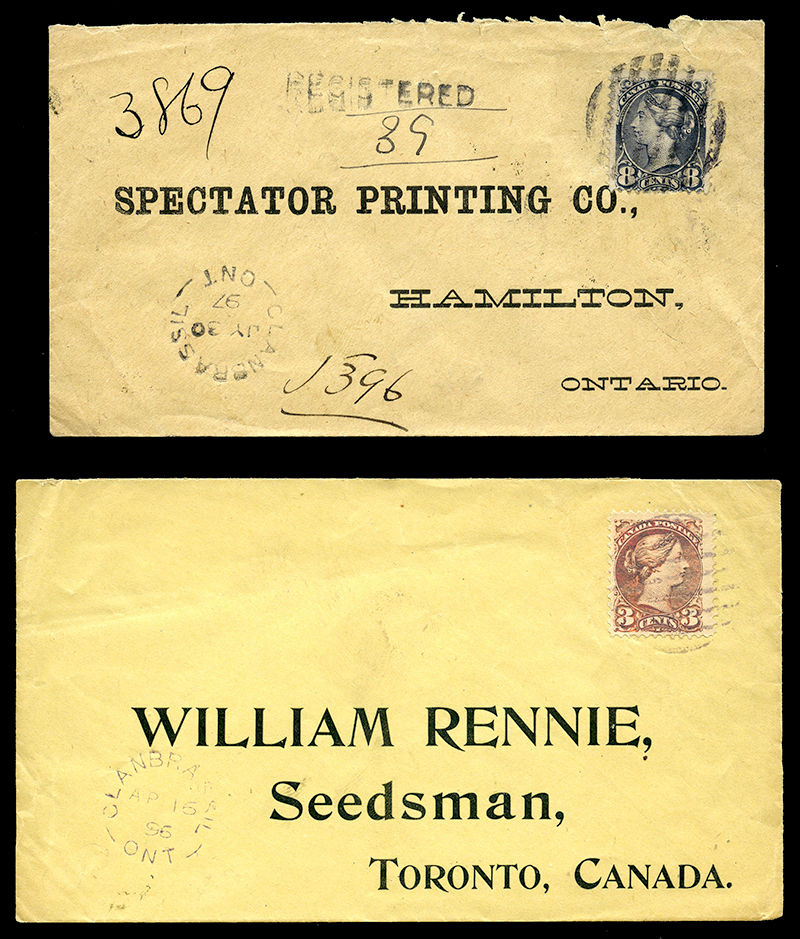 3869
REGISTERED
39
CANADA POSTAGE
8 CENTS 8
SPECTATOR PRINTING CO.,
HAMILTON,
ONTARIO.
CLANBRASSIL
JY 30
97
ONT
1396
CANADA POSTAGE
3 CENTS 3
WILLIAM RENNIE,
Seedsman,
TORONTO, CANADA.
CLANBRASSIL
AP 15
96
ONT